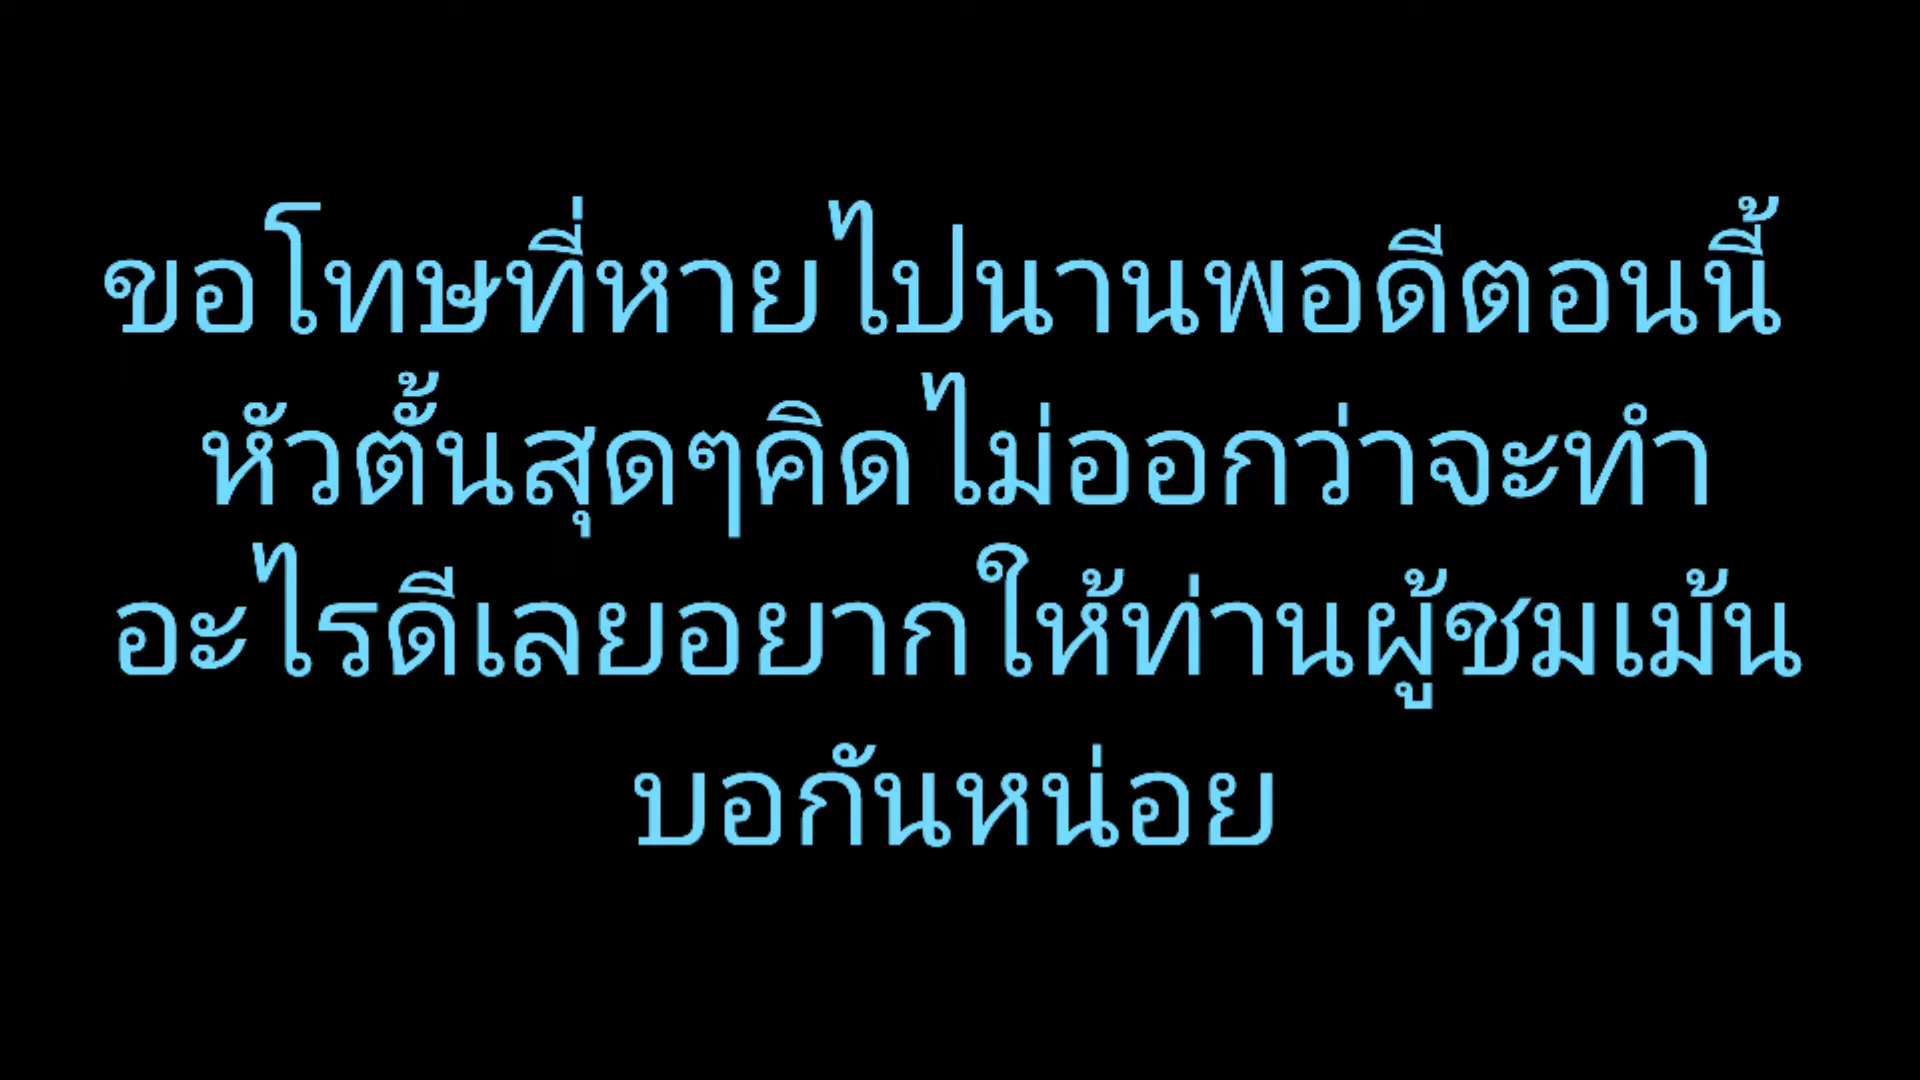 ขอโทษที่หายไปนานพอดีตอนนี้
หัวตั้นสุดๆคิดไม่ออกว่าจะทำ
อะไรดีเลยอยากให้ท่านผู้ชมเม้น
บอกันหน่อย